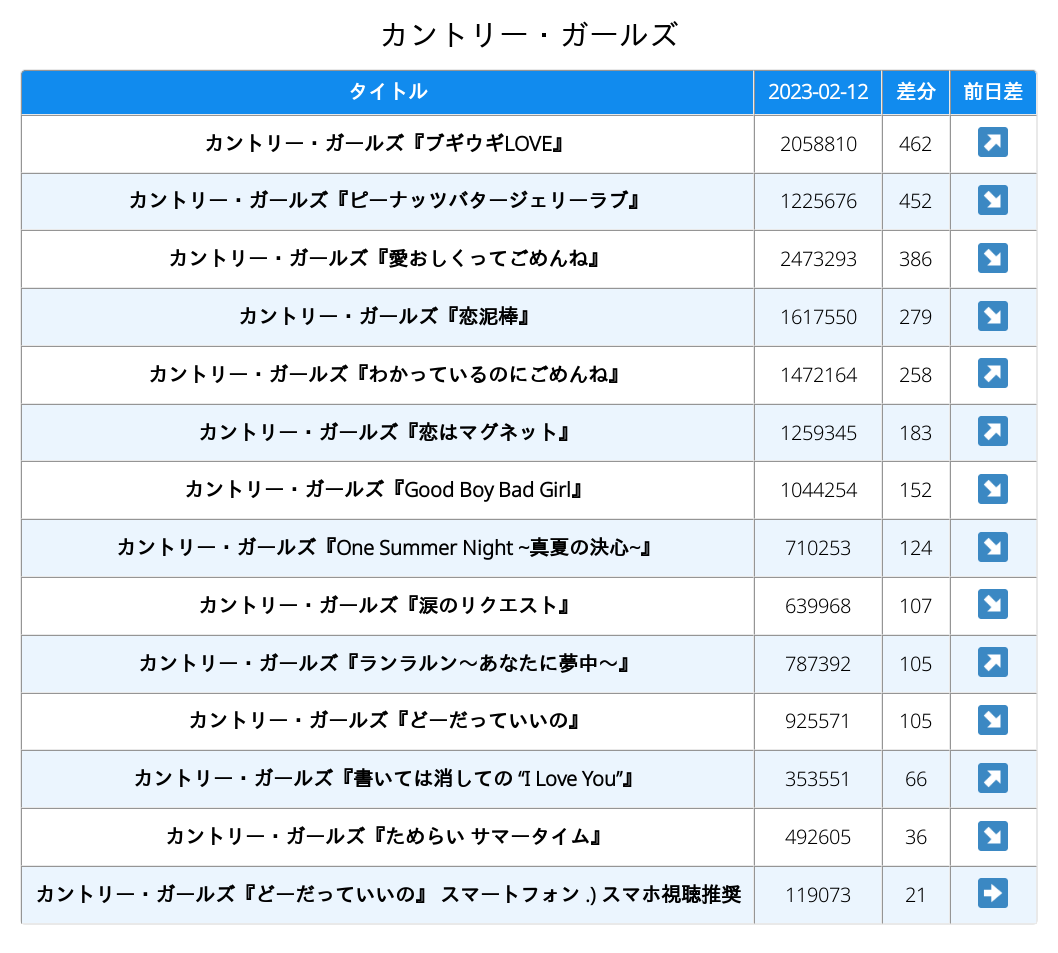 カントリー・ガールズ
タイトル 2023-02-12 差分 前日差
カントリー・ガールズ『ブギウギLOVE』 2058810 462 ↗
カントリー・ガールズ『ピーナッツバタージェリーラブ』 1225676 452 ↘
カントリー・ガールズ『愛おしくってごめんね』 2473293 386 ↘
カントリー・ガールズ『恋泥棒』 1617550 279 ↘
カントリー・ガールズ『わかっているのにごめんね』 1472164 258 ↗
カントリー・ガールズ『恋はマグネット』 1259345 183 ↗
カントリー・ガールズ『Good Boy Bad Girl』 1044254 152 ↘
カントリー・ガールズ『One Summer Night ~真夏の決心~』 710253 124 ↘
カントリー・ガールズ『涙のリクエスト』 639968 107 ↘
カントリー・ガールズ『ランラルン～あなたに夢中～』 787392 105 ↗
カントリー・ガールズ『どーだっていいの』 925571 105 ↘
カントリー・ガールズ『書いては消しての “I Love You”』 353551 66 ↗
カントリー・ガールズ『ためらい サマータイム』 492605 36 ↘
カントリー・ガールズ『どーだっていいの』 スマートフォン .) スマホ視聴推奨 119073 21 →